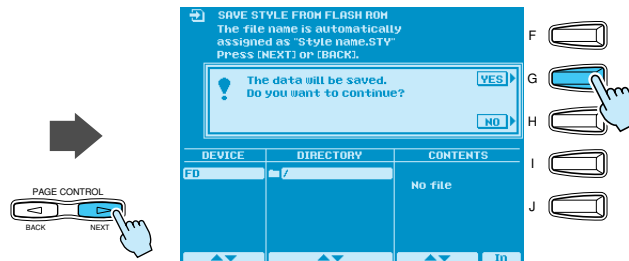 SAVE STYLE FROM FLASH ROM
The file name is automatically
assigned as "Style name.STY"
Press [NEXT] or [BACK].
The data will be saved.
Do you want to continue?
YES
NO
DEVICE DIRECTORY CONTENTS
FD / No file
In
F
G
H
I
J
PAGE CONTROL
BACK NEXT